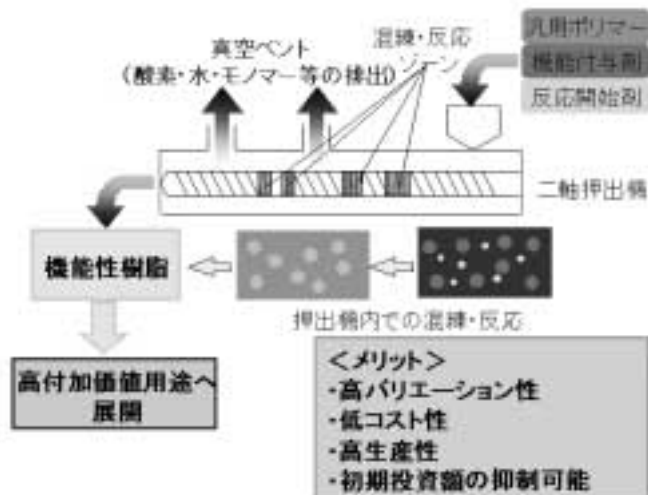 真空ベント
(酸素・水・モノマー等の排出)
混練・反応
ゾーン
汎用ポリマー
機能付与剤
反応開始剤
二軸押出機
機能性樹脂
押出機内での混練・反応
高付加価値用途へ
展開
<メリット>
・高バリエーション性
・低コスト性
・高生産性
・初期投資額の抑制可能